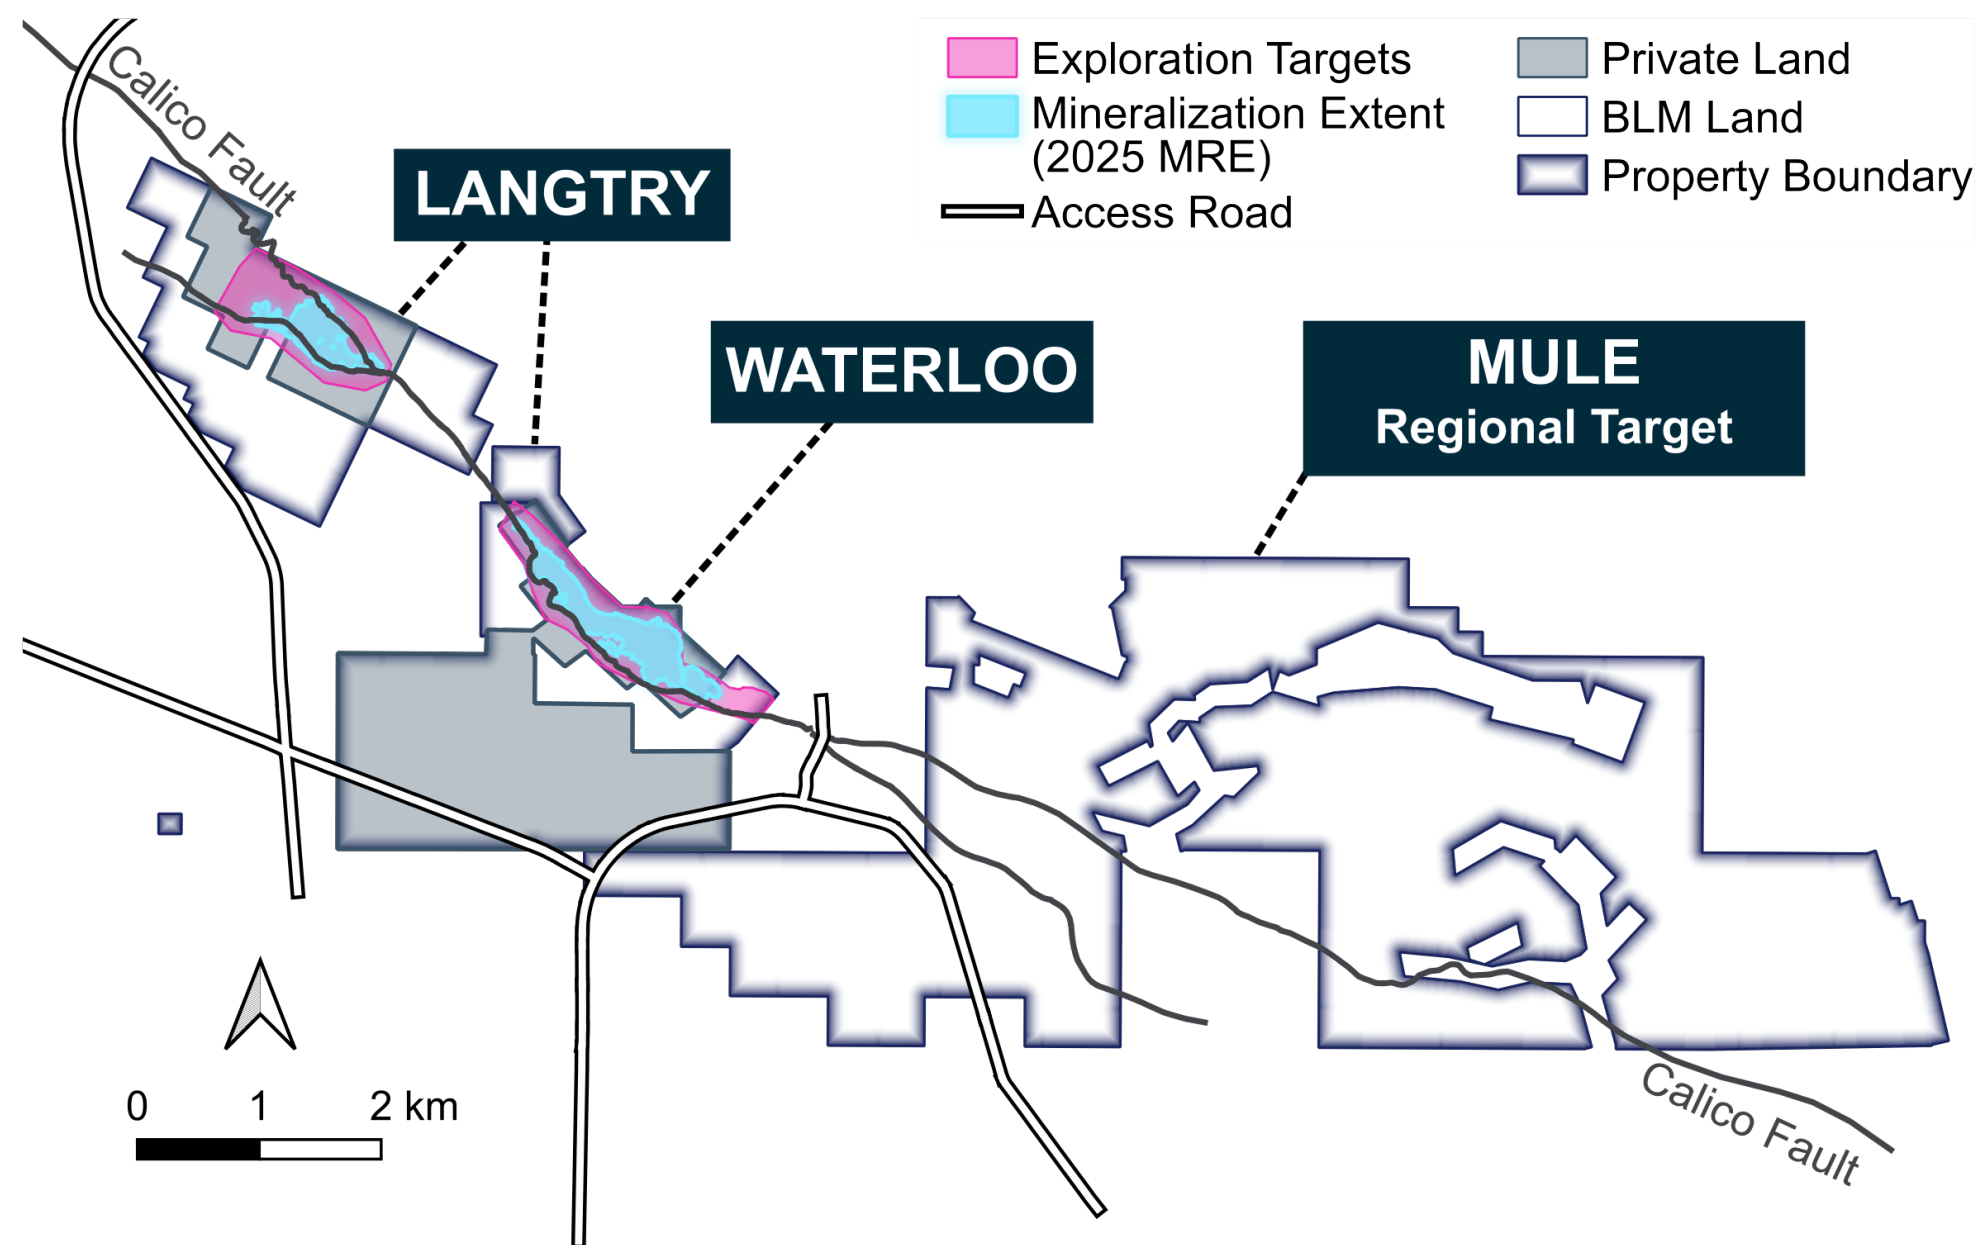 Calico Fault
LANGTRY
WATERLOO
MULE
Regional Target
Exploration Targets
Mineralization Extent
(2025 MRE)
Access Road
Private Land
BLM Land
Property Boundary
0 1 2 km
Calico Fault